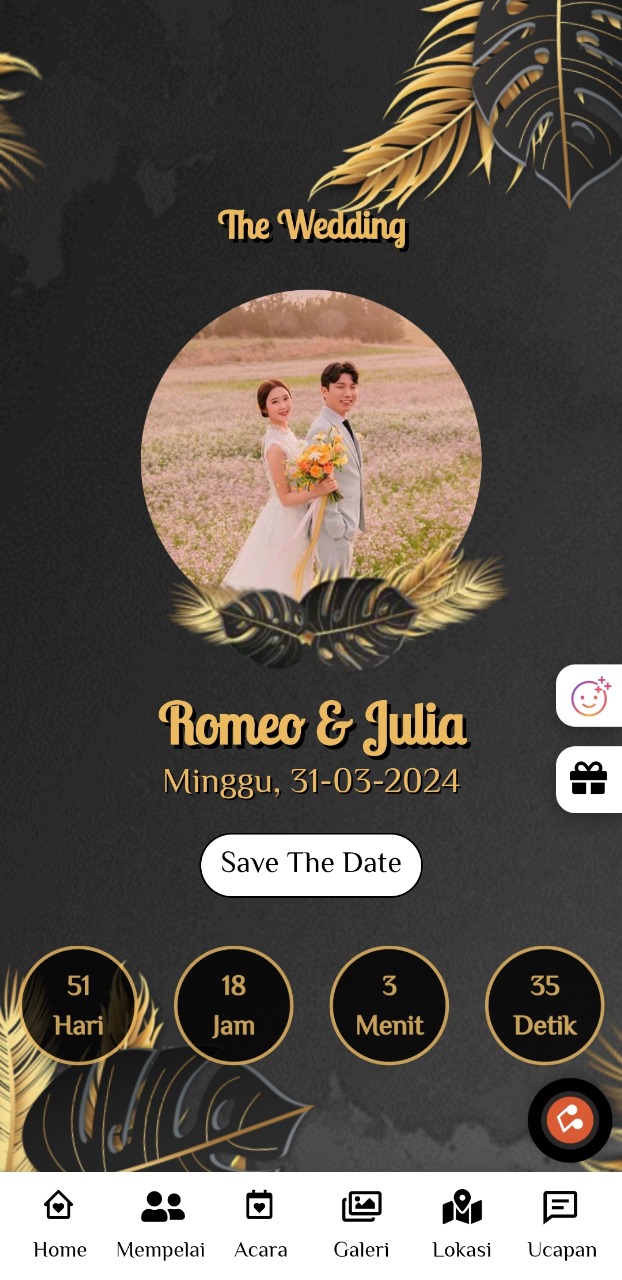 The Wedding
Romeo & Julia
Minggu, 31-03-2024
Save The Date
51 18 3 35
Hari Jam Menit Detik
Home Mempelai Acara Galeri Lokasi Ucapan